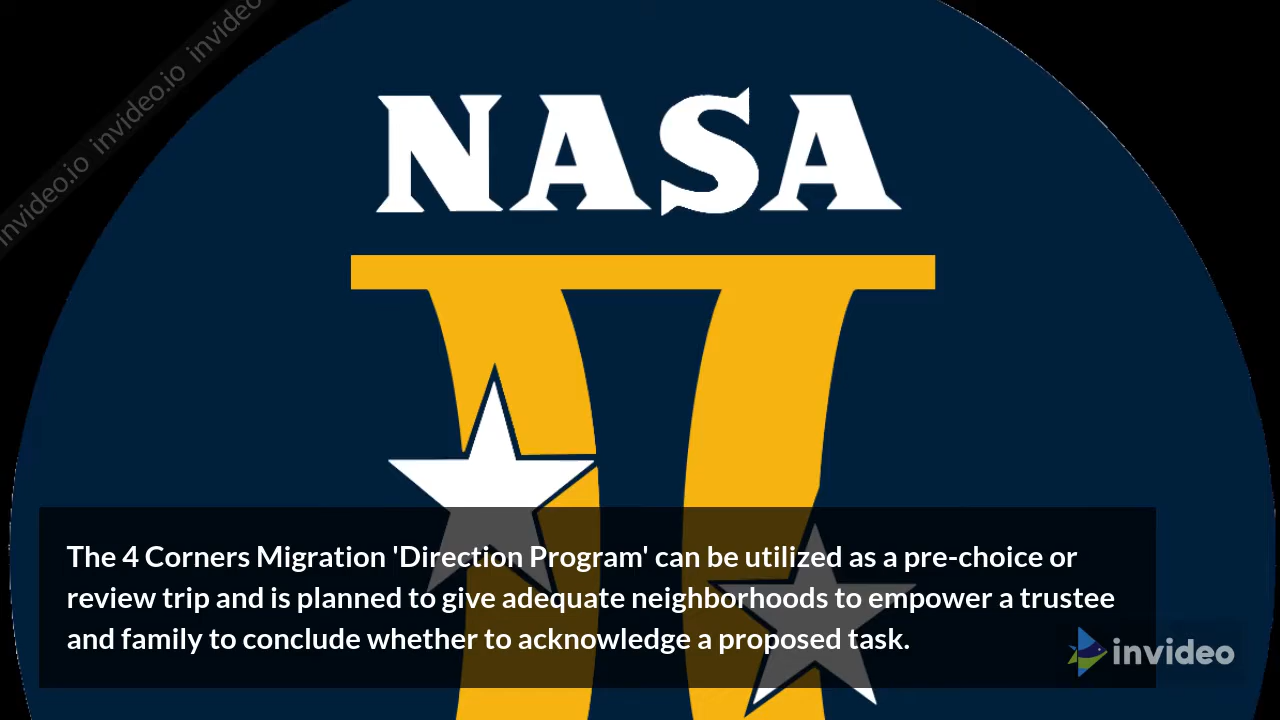 invideo.io invideo.io invideo
NASA
The 4 Corners Migration 'Direction Program' can be utilized as a pre-choice or
review trip and is planned to give adequate neighborhoods to empower a trustee
and family to conclude whether to acknowledge a proposed task.
invideo